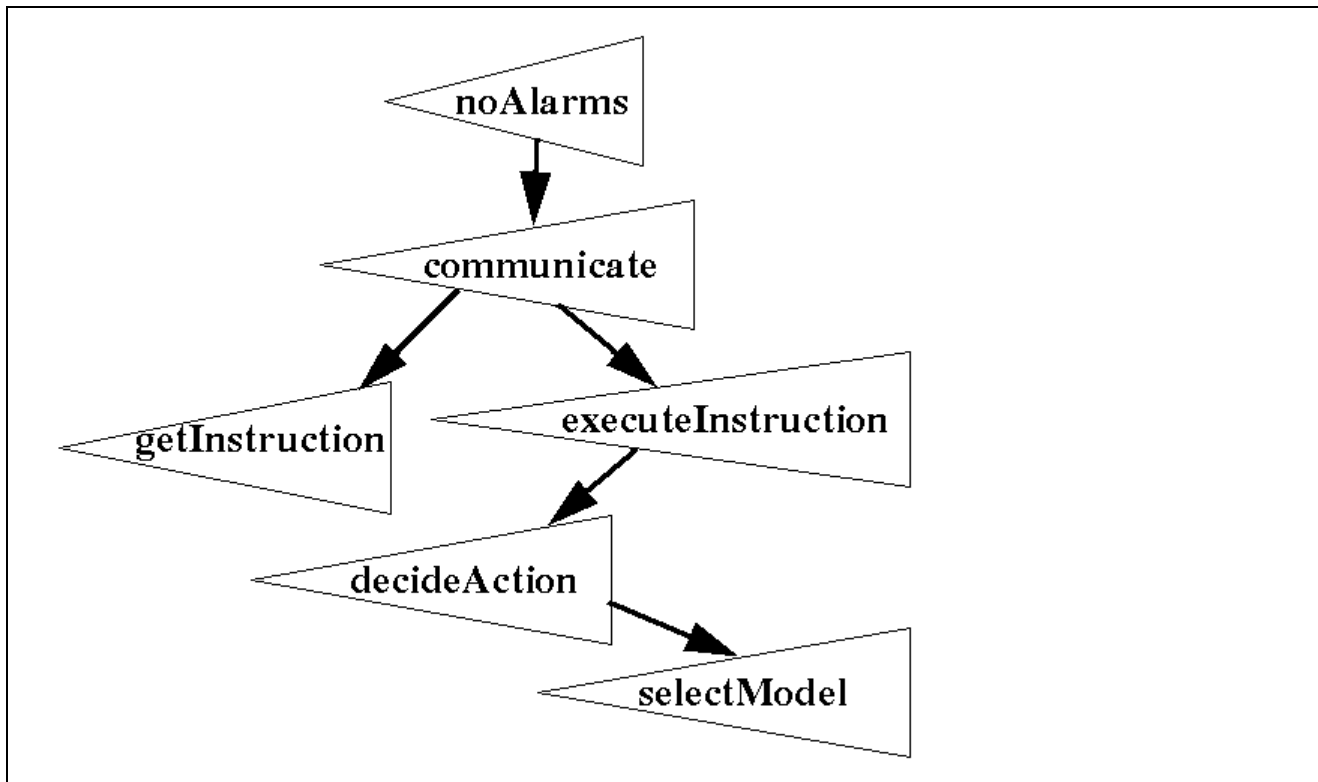 noAlarms
communicate
executeInstruction
getInstruction
decideAction
selectModel